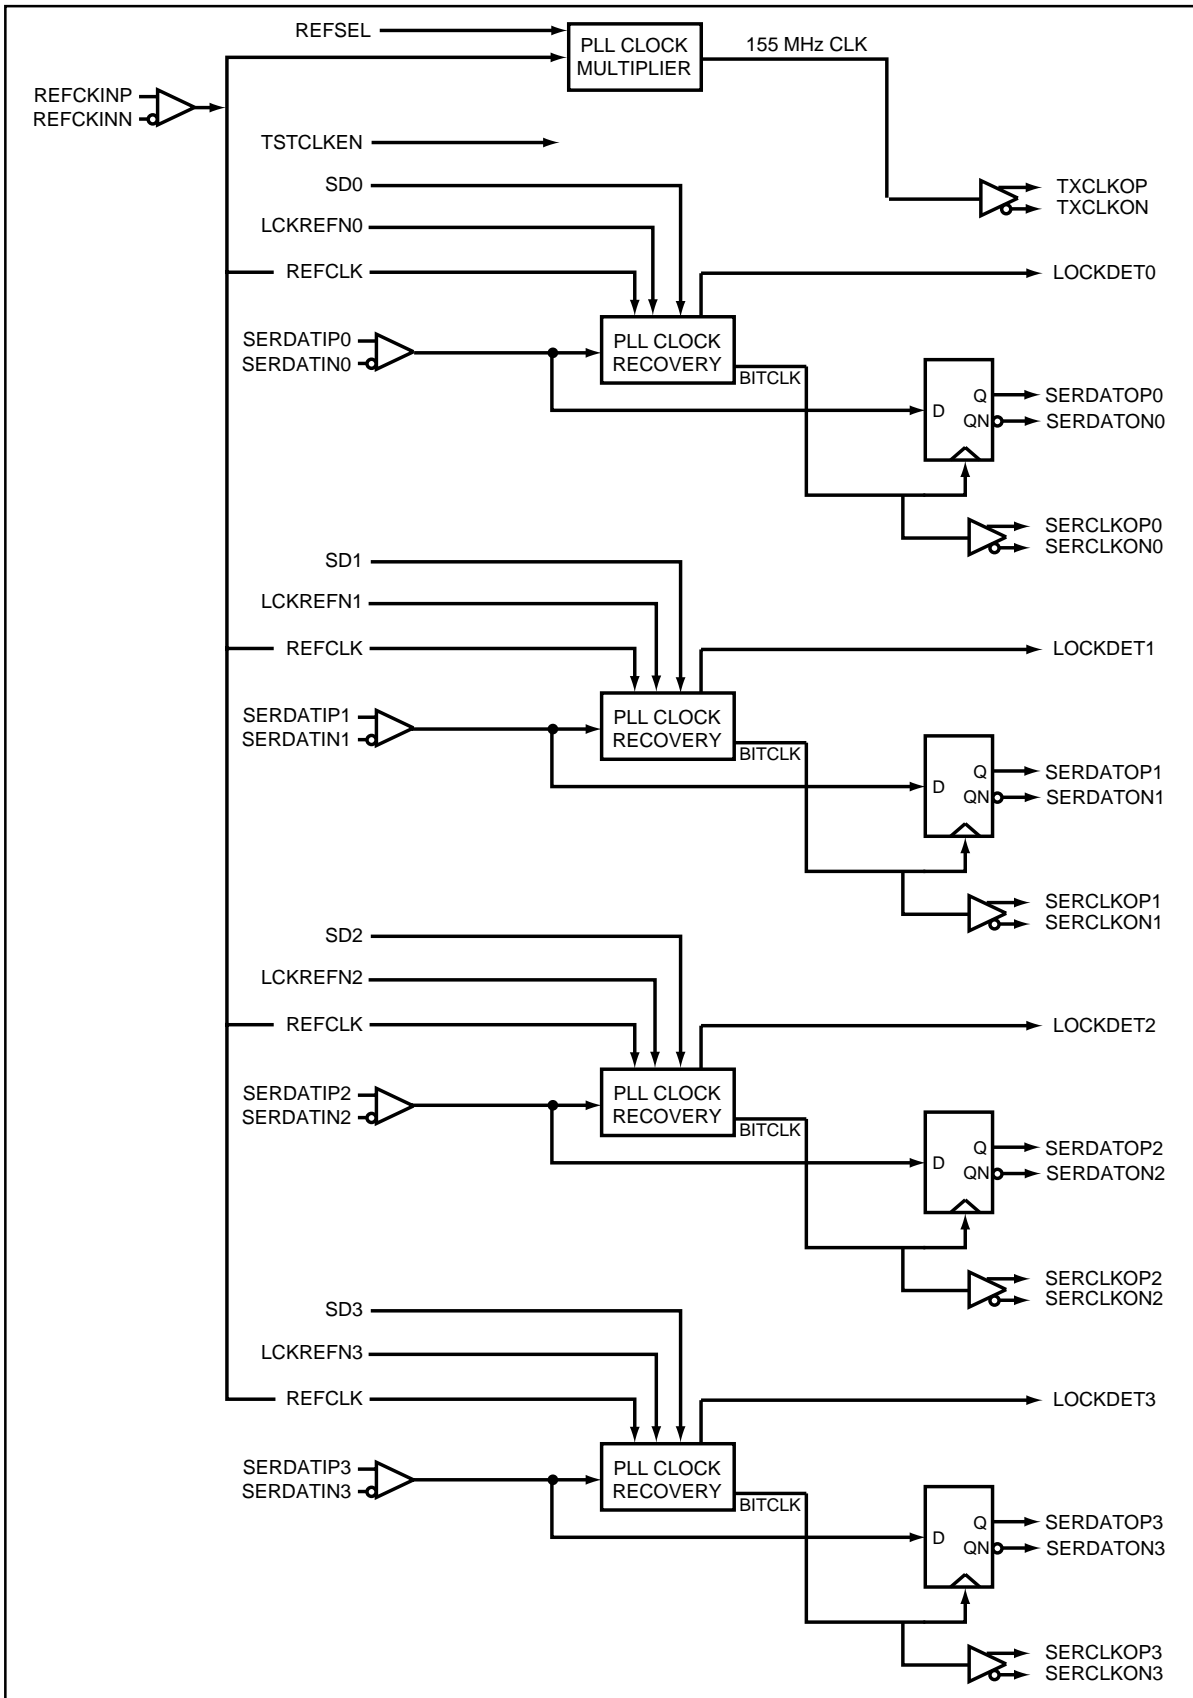 REFSEL
PLL CLOCK
MULTIPLIER
155 MHz CLK
REFCKINP
REFCKINN
TSTCLKEN
SD0
TXCLKOP
TXCLKON
LCKREFN0
REFCLK
LOCKDET0
SERDATIP0
SERDATIN0
PLL CLOCK
RECOVERY
BITCLK
D
Q
QN
SERDATOP0
SERDATON0
SERCLKOP0
SERCLKON0
SD1
LCKREFN1
REFCLK
LOCKDET1
SERDATIP1
SERDATIN1
PLL CLOCK
RECOVERY
BITCLK
D
Q
QN
SERDATOP1
SERDATON1
SERCLKOP1
SERCLKON1
SD2
LCKREFN2
REFCLK
LOCKDET2
SERDATIP2
SERDATIN2
PLL CLOCK
RECOVERY
BITCLK
D
Q
QN
SERDATOP2
SERDATON2
SERCLKOP2
SERCLKON2
SD3
LCKREFN3
REFCLK
LOCKDET3
SERDATIP3
SERDATIN3
PLL CLOCK
RECOVERY
BITCLK
D
Q
QN
SERDATOP3
SERDATON3
SERCLKOP3
SERCLKON3